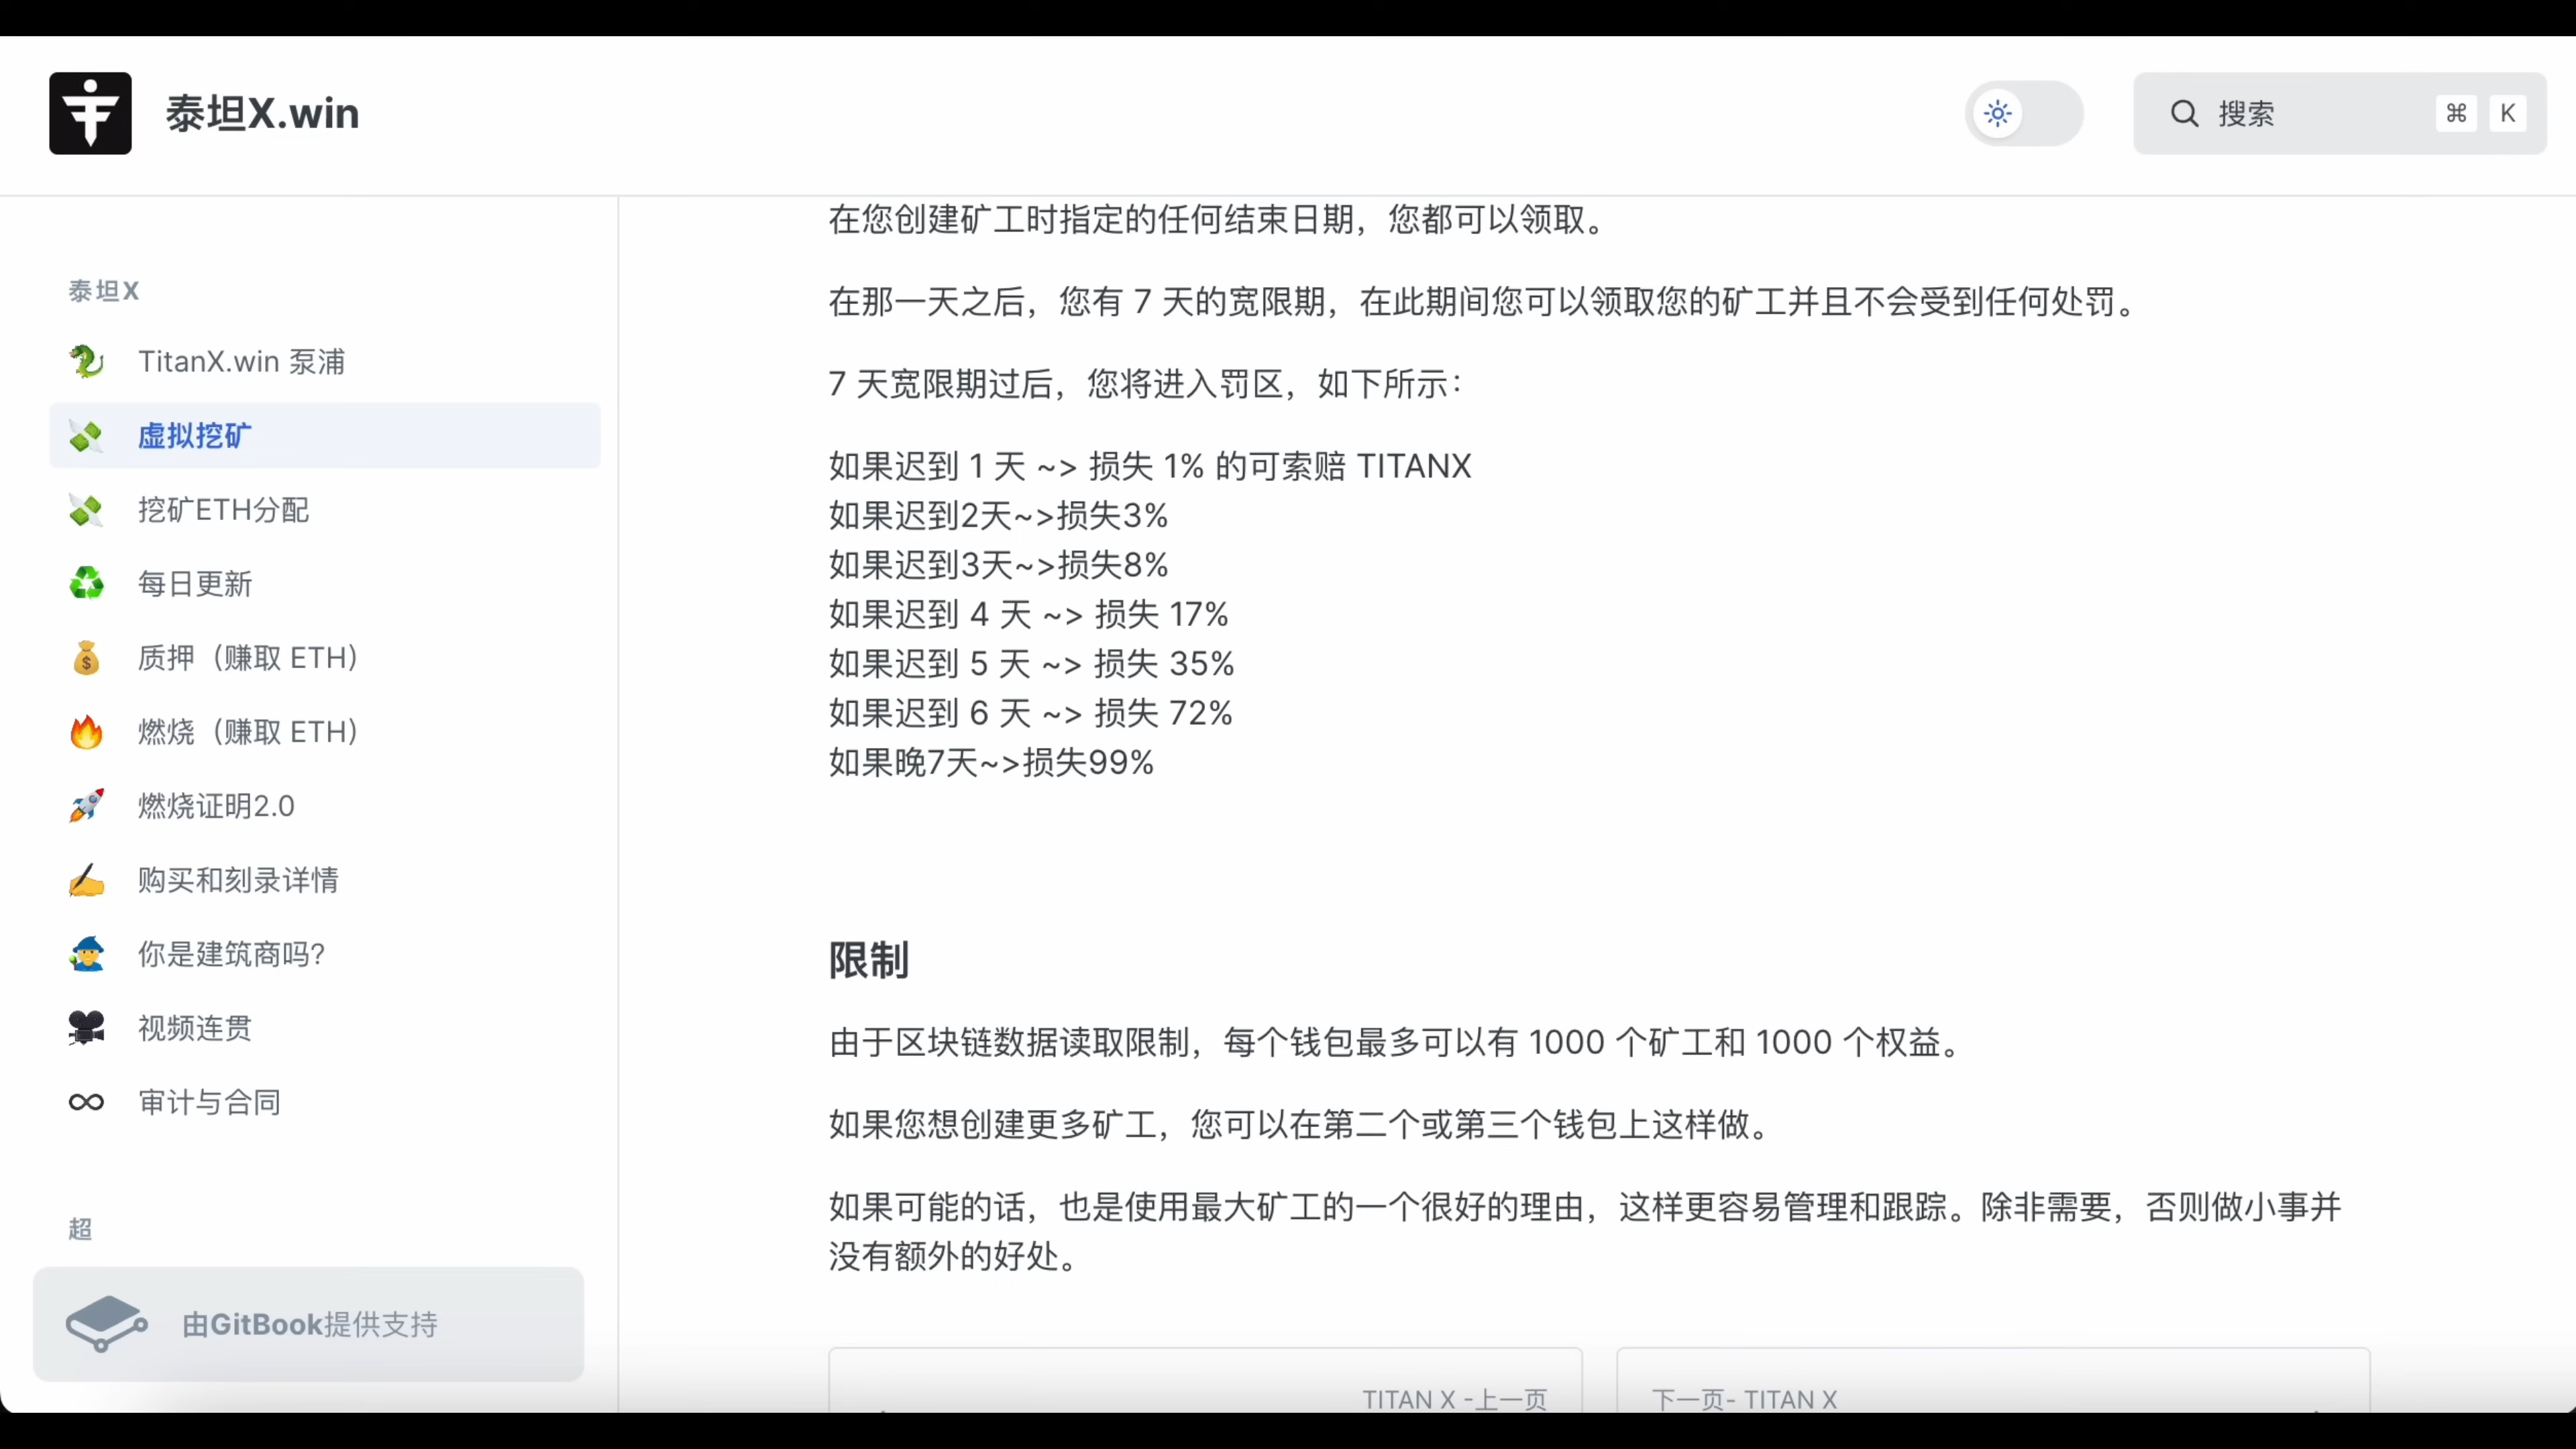 泰坦X.win
搜索
⌘ K
泰坦X
TitanX.win 泵浦
虚拟挖矿
挖矿ETH分配
每日更新
质押（赚取 ETH）
燃烧（赚取 ETH）
燃烧证明2.0
购买和刻录详情
你是建筑商吗?
视频连贯
审计与合同
超
由GitBook提供支持
在您创建矿工时指定的任何结束日期，您都可以领取。
在那一天之后，您有 7 天的宽限期，在此期间您可以领取您的矿工并且不会受到任何处罚。
7 天宽限期过后，您将进入罚区，如下所示：
如果迟到 1 天 ~> 损失 1% 的可索赔 TITANX
如果迟到2天~>损失3%
如果迟到3天~>损失8%
如果迟到 4 天 ~> 损失 17%
如果迟到 5 天 ~> 损失 35%
如果迟到 6 天 ~> 损失 72%
如果晚7天~>损失99%
限制
由于区块链数据读取限制，每个钱包最多可以有 1000 个矿工和 1000 个权益。
如果您想创建更多矿工，您可以在第二个或第三个钱包上这样做。
如果可能的话，也是使用最大矿工的一个很好的理由，这样更容易管理和跟踪。除非需要，否则做小事并
没有额外的好处。
TITAN X -上一页
下一页- TITAN X